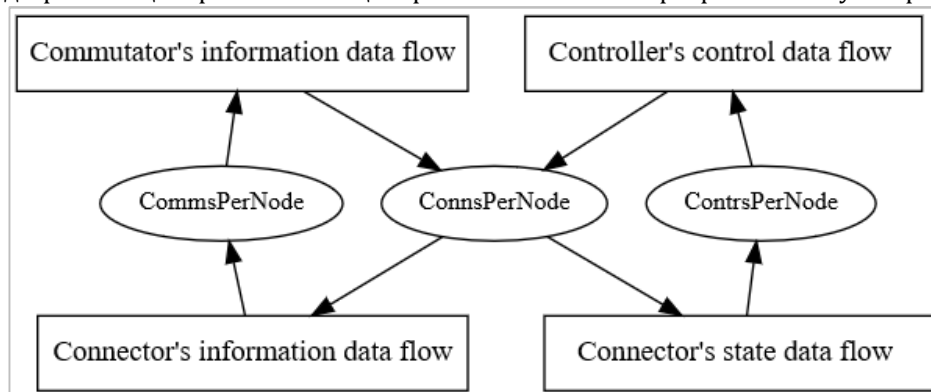 Commutator's information data flow
Controller's control data flow
CommsPerNode
ConnsPerNode
ContrsPerNode
Connector's information data flow
Connector's state data flow